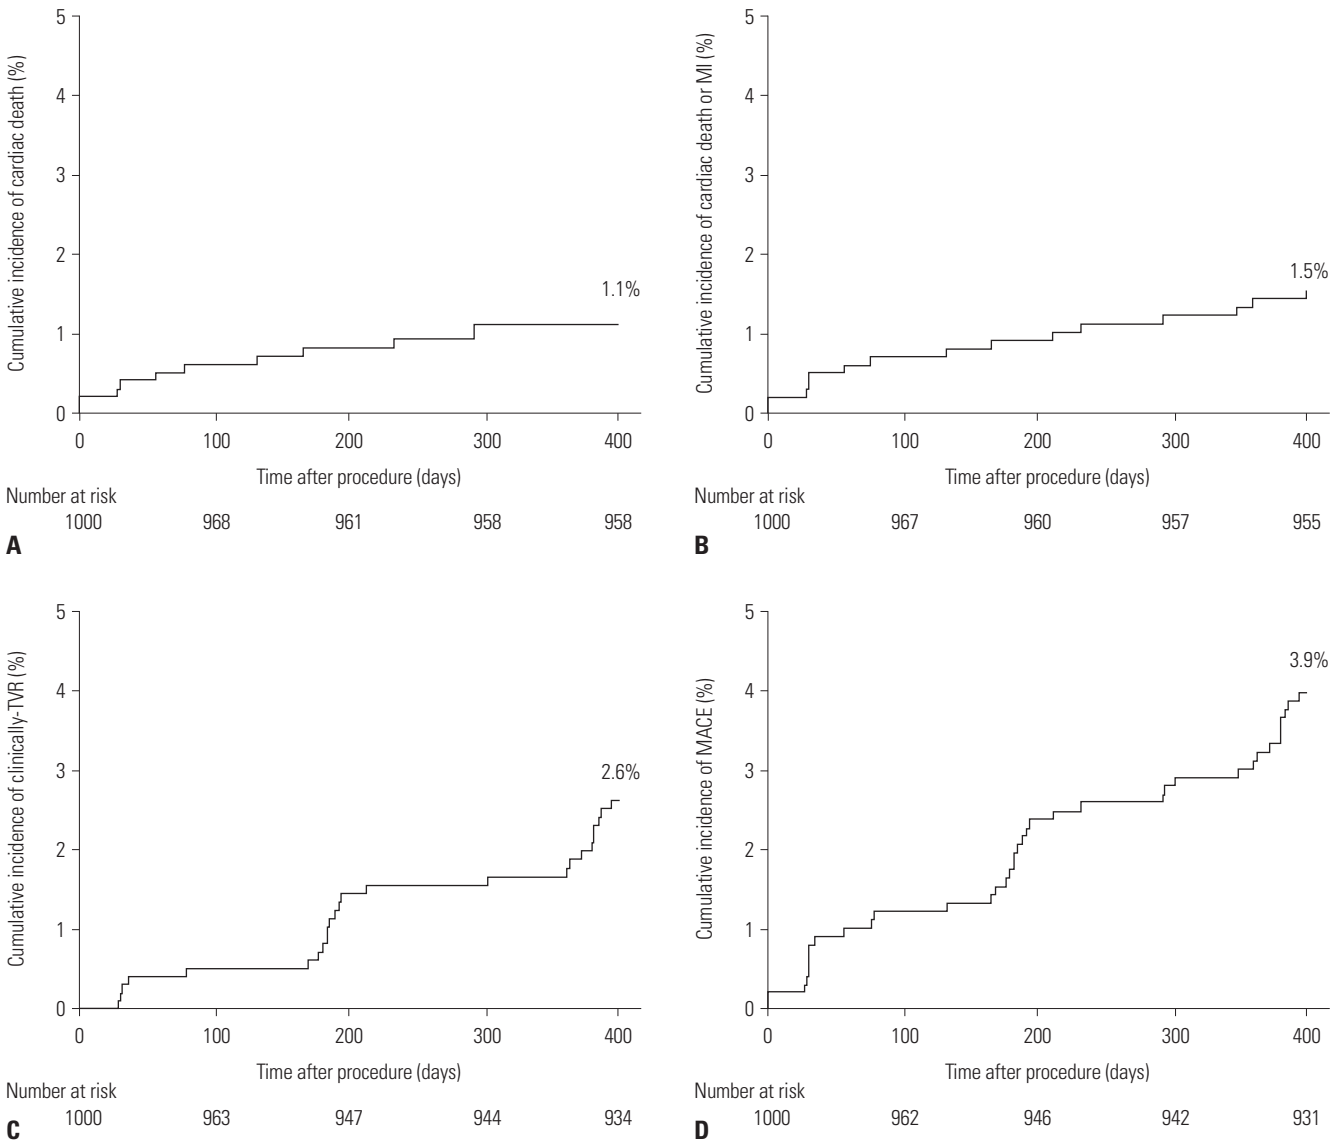 Cumulative incidence of cardiac death (%)
5
4
3
2
1
0
1.1%
0 100 200 300 400
Time after procedure (days)
Number at risk
1000 968 961 958 958
A
Cumulative incidence of cardiac death or MI (%)
5
4
3
2
1
0
1.5%
0 100 200 300 400
Time after procedure (days)
Number at risk
1000 967 960 957 955
B
Cumulative incidence of clinically-TVR (%)
5
4
3
2
1
0
2.6%
0 100 200 300 400
Time after procedure (days)
Number at risk
1000 963 947 944 934
C
Cumulative incidence of MACE (%)
5
4
3
2
1
0
3.9%
0 100 200 300 400
Time after procedure (days)
Number at risk
1000 962 946 942 931
D